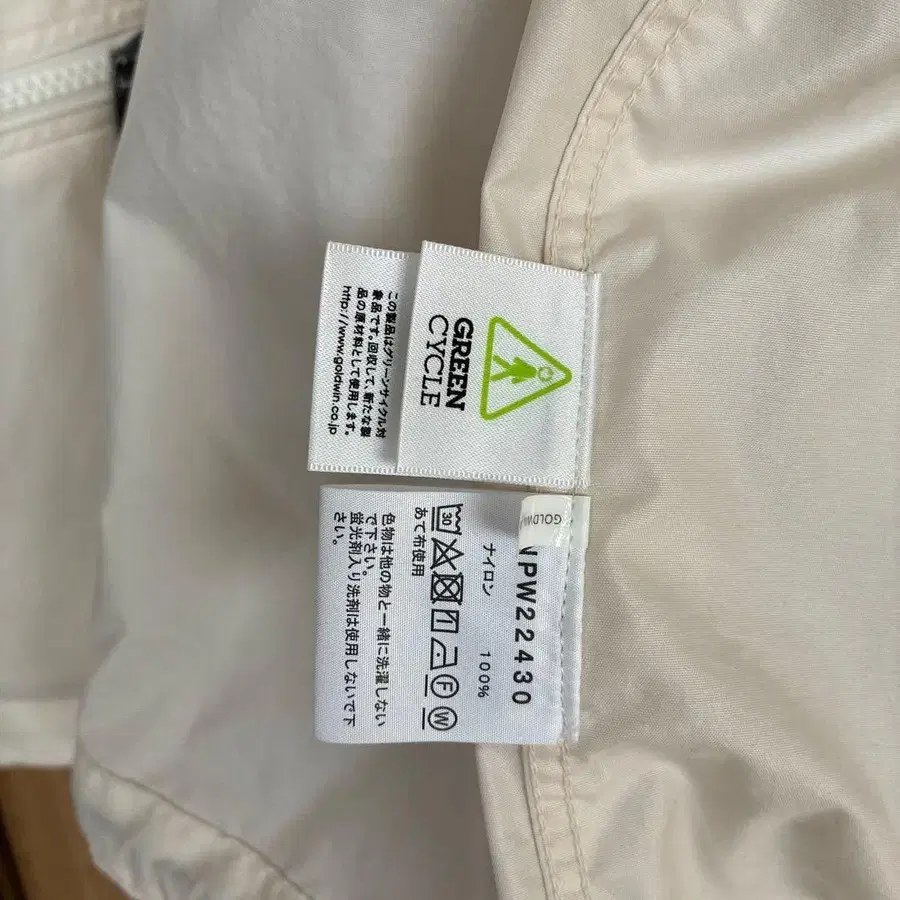 GREEN
CYCLE
この製品はグリーンサイクル対
象品です。回収して、新たな製
品の原材料として使用します。
http://www.goldwin.co.jp
GOLDWIN
NPW22430
ナイロン 100%
30 F W
あて布使用
色物は他の物と一緒に洗濯しない
で下さい。
蛍光剤入り洗剤は使用しないで下
さい。